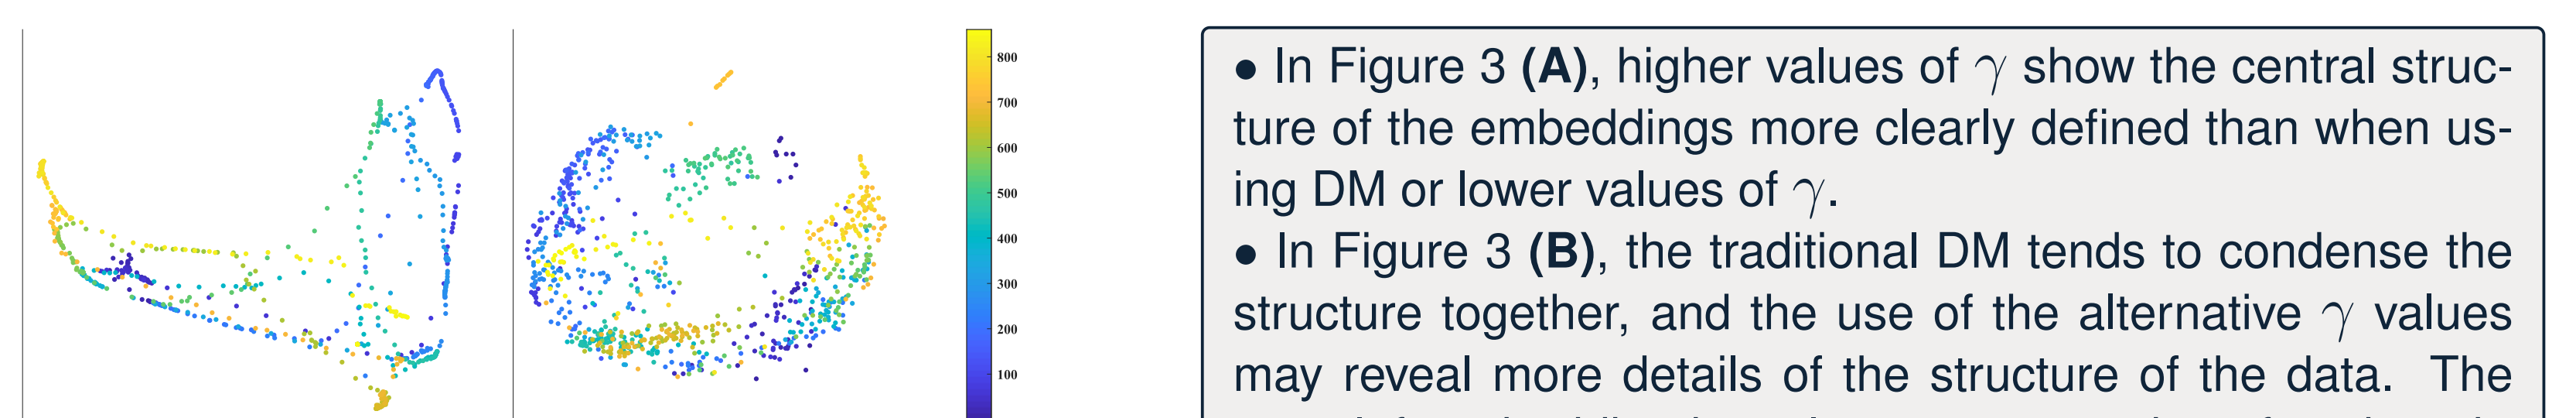 800
700
600
500
400
300
200
100
• In Figure 3 (A), higher values of γ show the central struc-
ture of the embeddings more clearly defined than when us-
ing DM or lower values of γ.
• In Figure 3 (B), the traditional DM tends to condense the
structure together, and the use of the alternative γ values
may reveal more details of the structure of the data. The